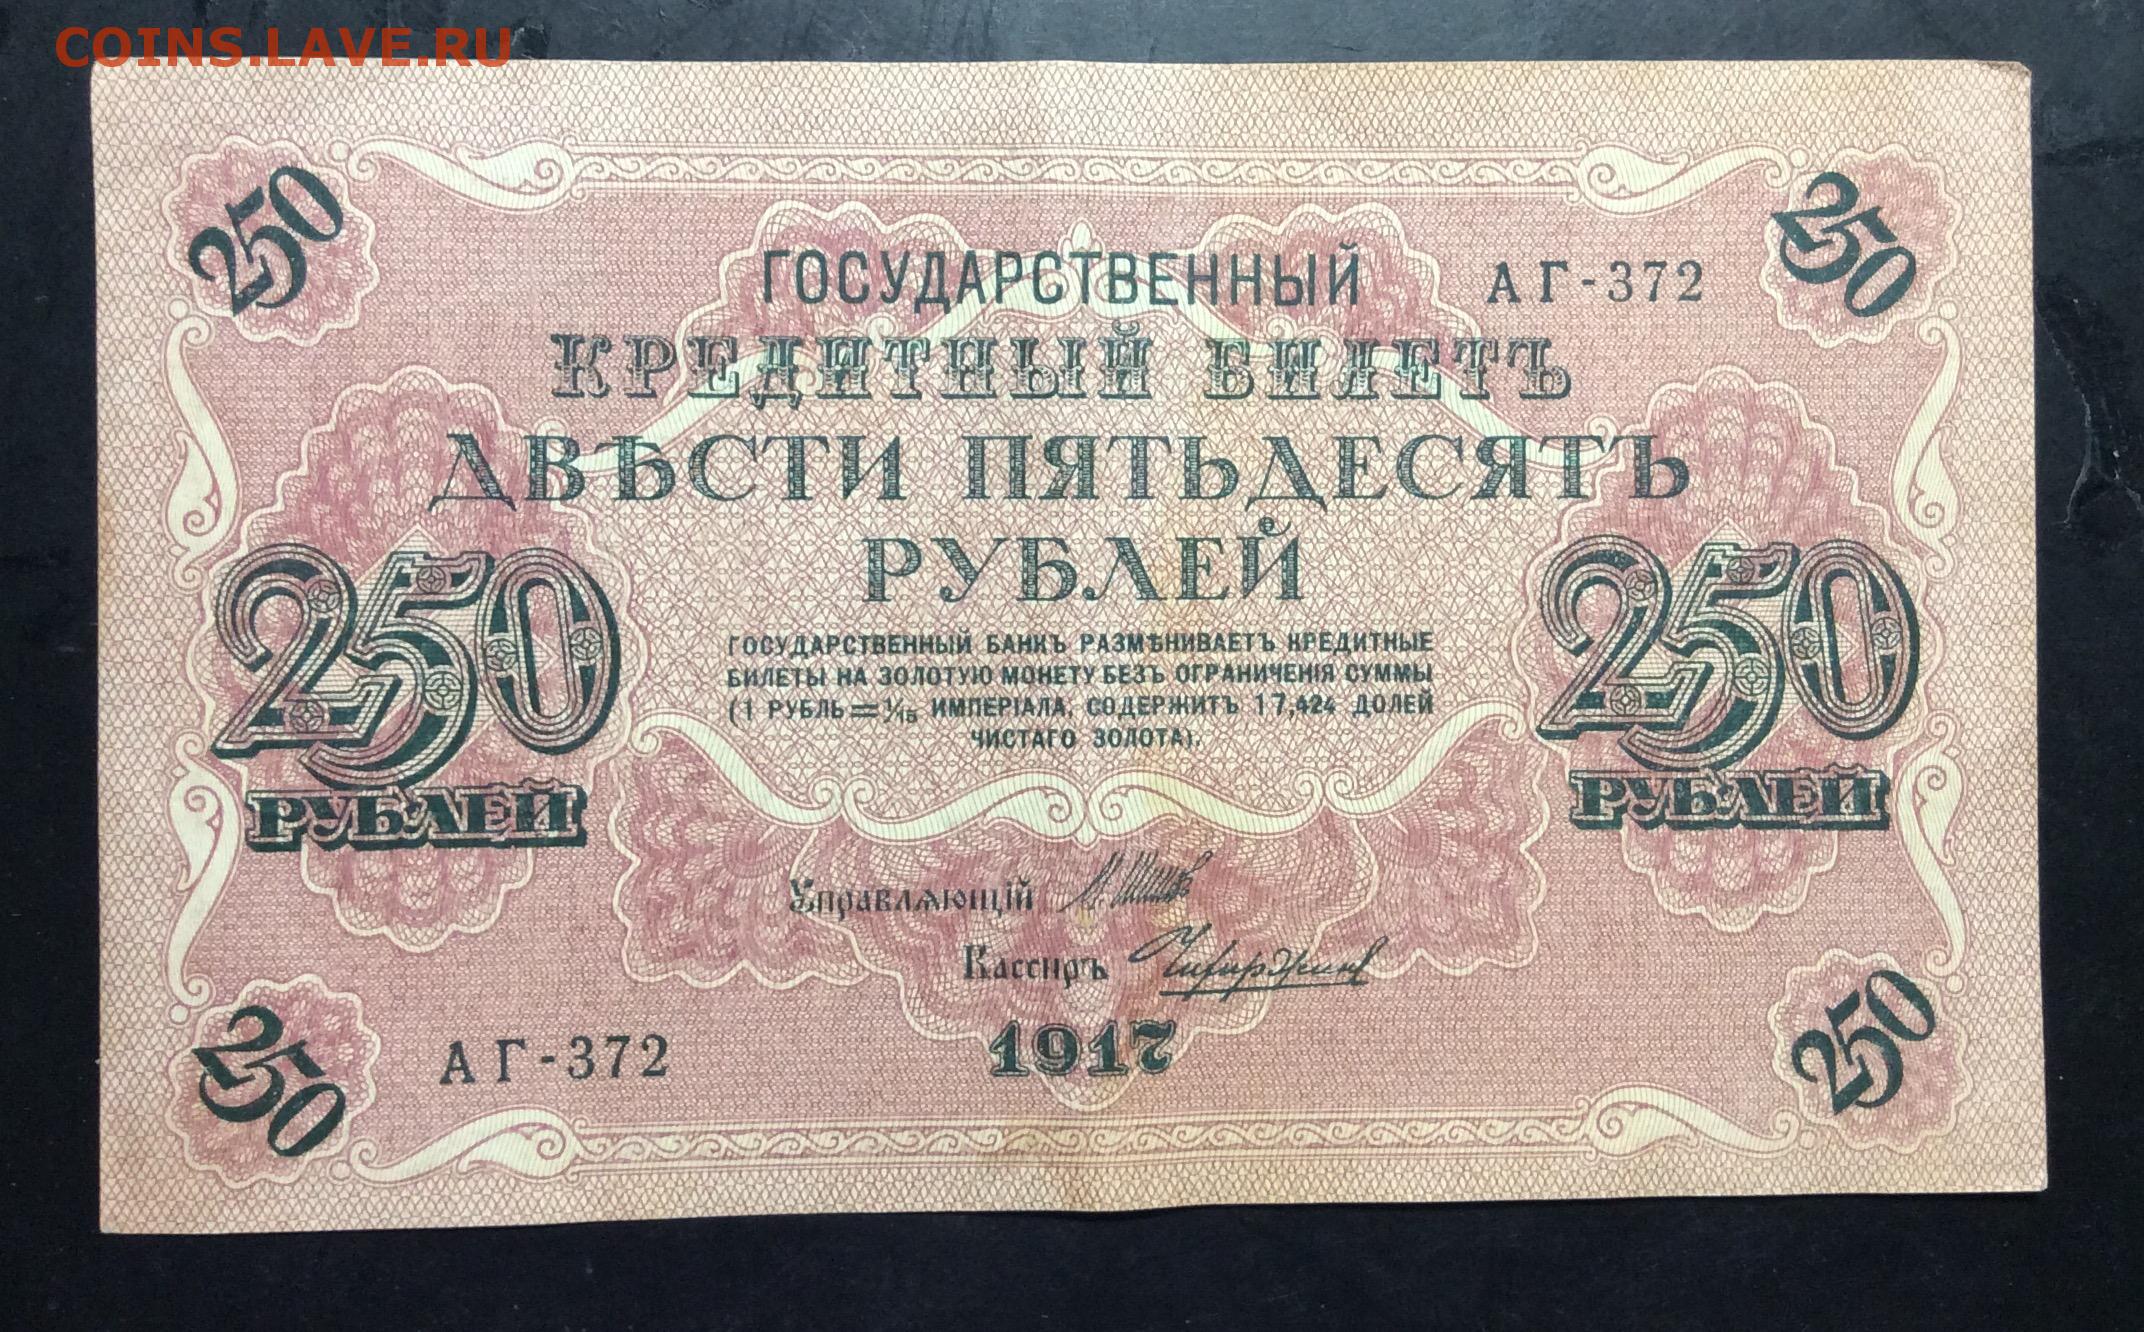 COINS.LAVE.RU
250 250
ГОСУДАРСТВЕННЫЙ АГ-372
КРЕДИТНЫЙ БИЛЕТЪ
ДВѢСТИ ПЯТЬДЕСЯТЪ
РУБЛЕЙ
250 250
РУБЛЕЙ РУБЛЕЙ
ГОСУДАРСТВЕННЫЙ БАНКЪ РАЗМѢНИВАЕТЪ КРЕДИТНЫЕ
БИЛЕТЫ НА ЗОЛОТУЮ МОНЕТУ БЕЗЪ ОГРАНИЧЕНІЯ СУММЫ
(1 РУБЛЬ = 1/15 ИМПЕРІАЛА, СОДЕРЖИТЪ 17,424 ДОЛЕЙ
ЧИСТАГО ЗОЛОТА).
Управляющій
Кассиръ
АГ-372 1917
250 250